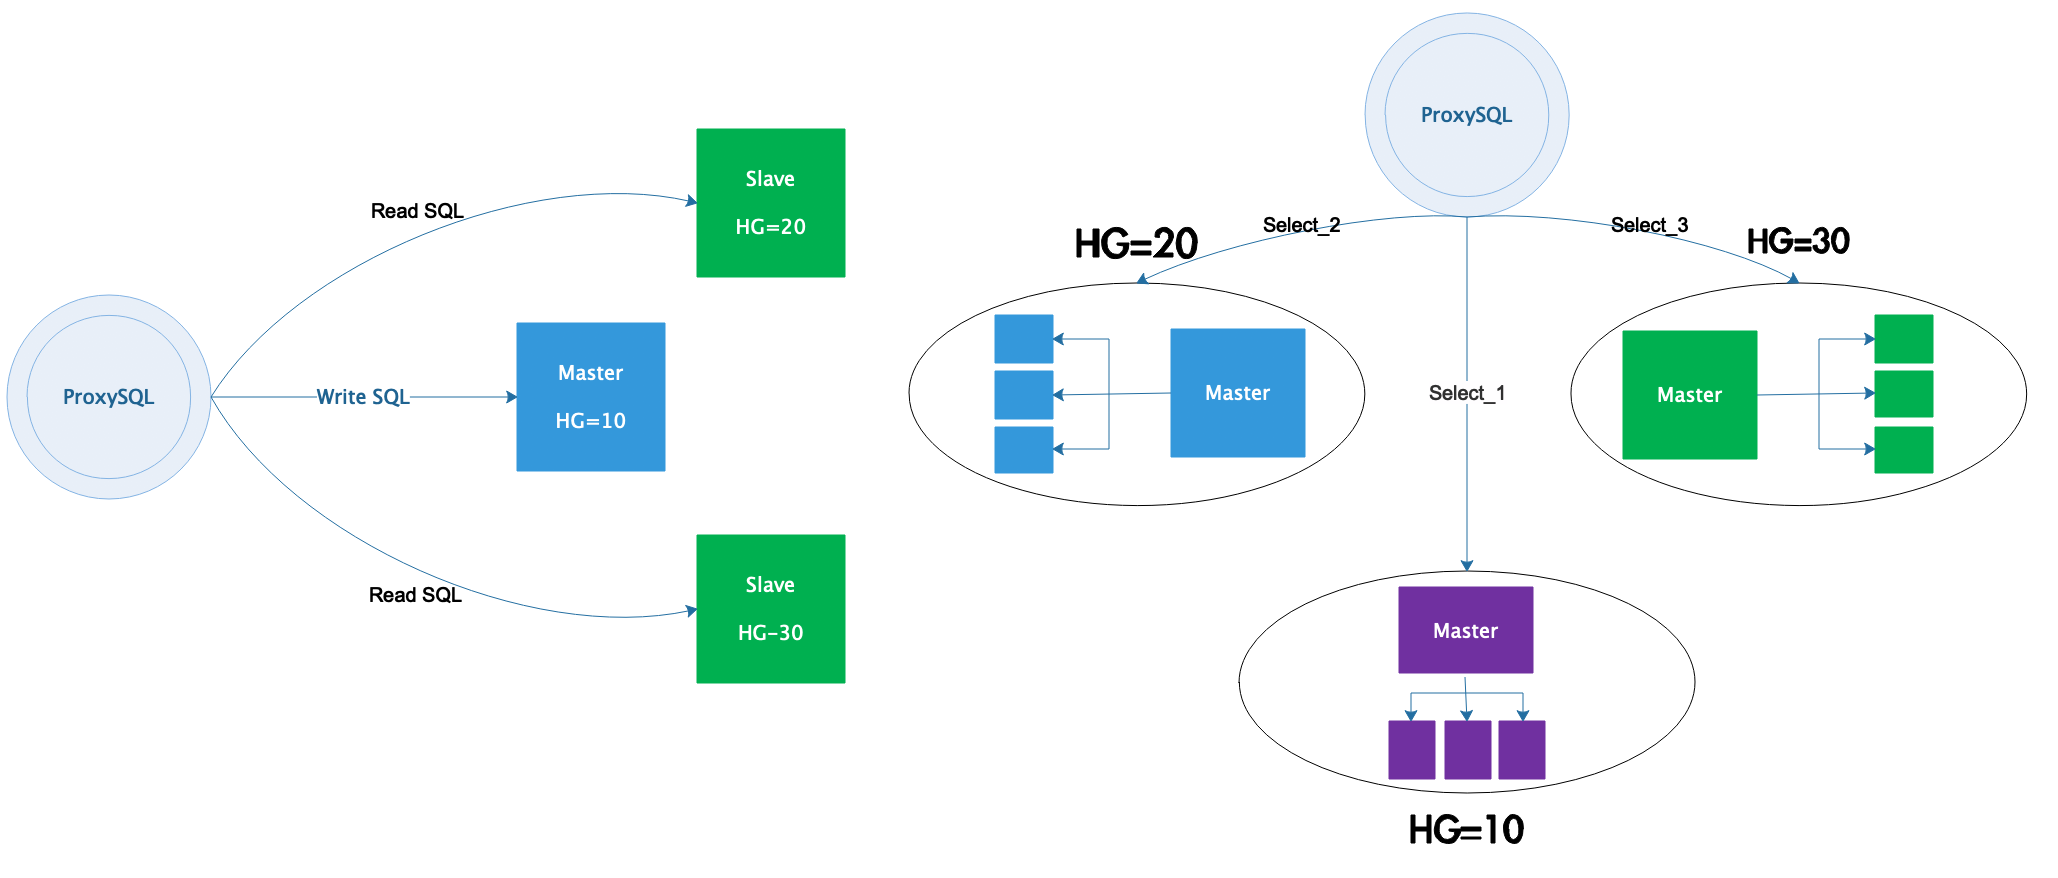 ProxySQL
Read SQL
Slave
HG=20
Write SQL
Master
HG=10
Read SQL
Slave
HG-30
ProxySQL
Select_2
Select_3
HG=20
HG=30
Master
Select_1
Master
Master
HG=10